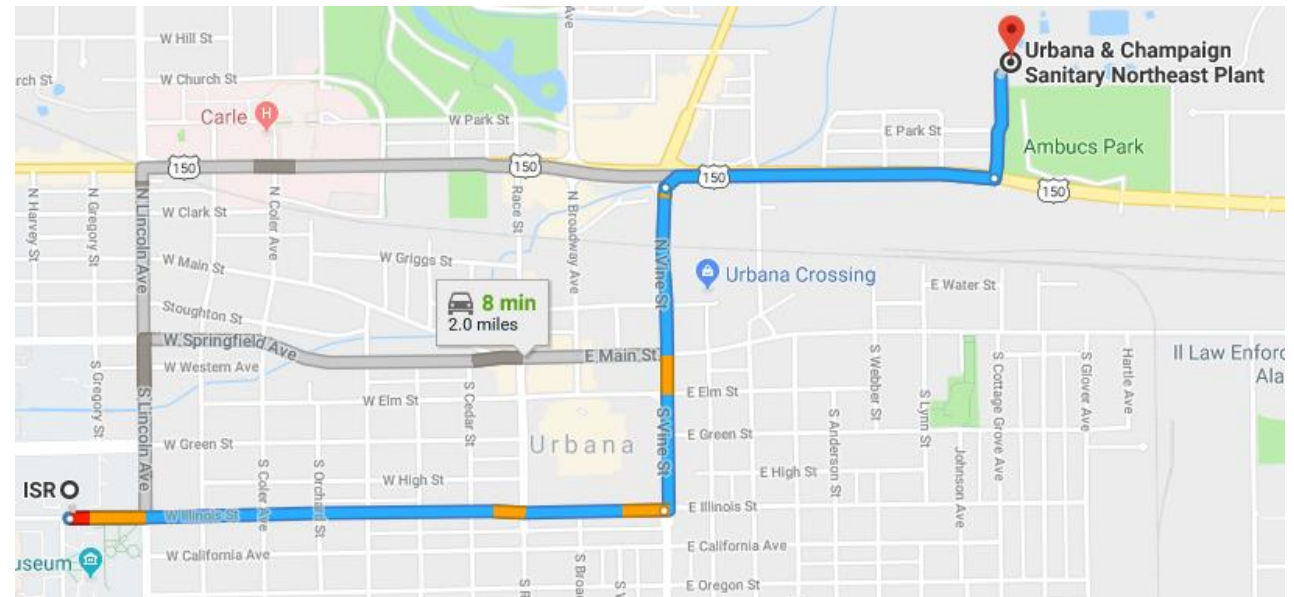 W Hill St
rch St
W Church St
Carle
H
W Park St
Ave
Urbana & Champaign
Sanitary Northeast Plant
E Park St
Ambucs Park
150
150
150
150
N Harvey St
N Gregory St
N Lincoln Ave
N Coler Ave
W Clark St
Race St
N Broadway Ave
W Main St
W Griggs St
N Vine St
Urbana Crossing
E Water St
8 min
2.0 miles
Stoughton St
W Springfield Ave
W Western Ave
E Main St
S Gregory St
S Lincoln Ave
W Elm St
S Cedar St
E Elm St
S Vine St
S Webber St
S Lynn St
S Cottage Grove Ave
S Glover Ave
Hartle Ave
Il Law Enforc
Ala
W Green St
Urbana
E Green St
S Anderson St
Johnson Ave
ISR
S Coler Ave
S Orchard St
W High St
E High St
W Illinois St
E Illinois St
useum
W California Ave
E California Ave
S R
S Broa
S W
E Oregon St